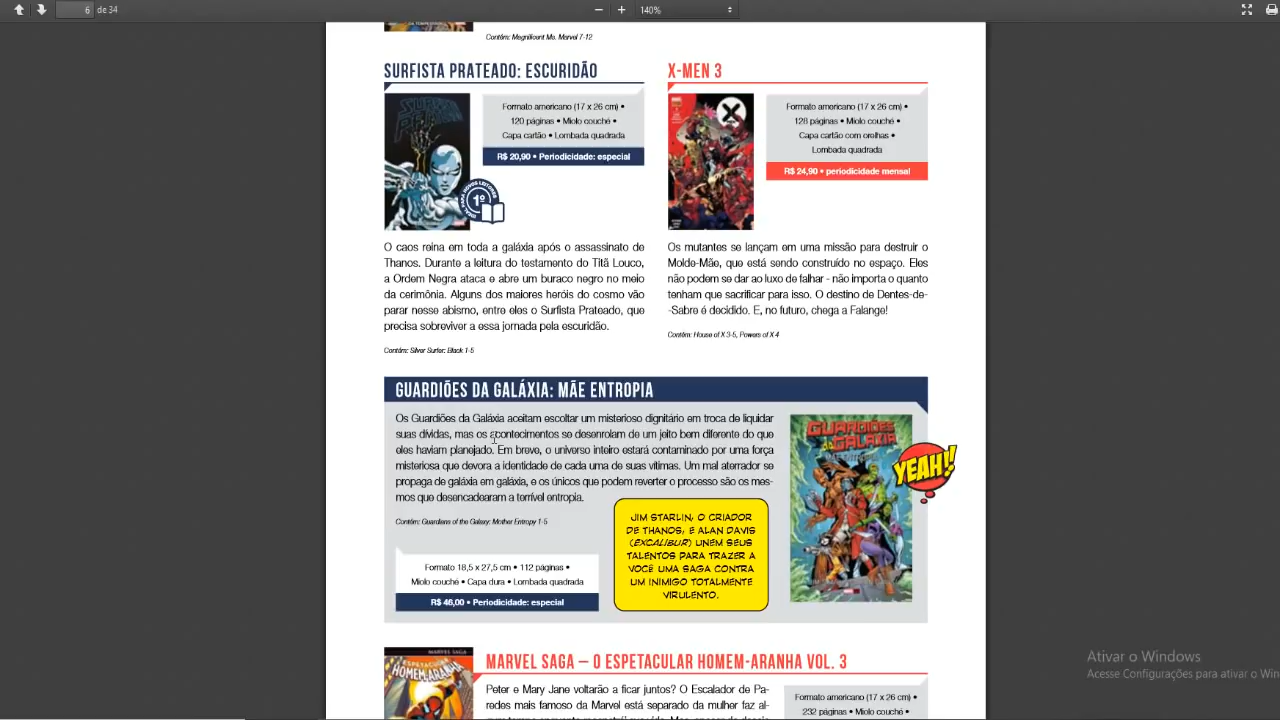 6 de 34
140%
Contém: Magnificent Ms. Marvel 7-12
SURFISTA PRATEADO: ESCURIDÃO
Formato americano (17 x 26 cm) •
120 páginas • Miolo couché •
Capa cartão • Lombada quadrada
R$ 20,90 • Periodicidade: especial
1º
O caos reina em toda a galáxia após o assassinato de
Thanos. Durante a leitura do testamento do Titã Louco,
a Ordem Negra ataca e abre um buraco negro no meio
da cerimônia. Alguns dos maiores heróis do cosmo vão
parar nesse abismo, entre eles o Surfista Prateado, que
precisa sobreviver a essa jornada pela escuridão.
Contém: Silver Surfer: Black 1-5
X-MEN 3
X
Formato americano (17 x 26 cm) •
128 páginas • Miolo couché •
Capa cartão com orelhas •
Lombada quadrada
R$ 24,90 • periodicidade mensal
Os mutantes se lançam em uma missão para destruir o
Molde-Mãe, que está sendo construído no espaço. Eles
não podem se dar ao luxo de falhar - não importa o quanto
tenham que sacrificar para isso. O destino de Dentes-de-
-Sabre é decidido. E, no futuro, chega a Falange!
Contém: House of X 3-5, Powers of X 4
GUARDIÕES DA GALÁXIA: MÃE ENTROPIA
Os Guardiões da Galáxia aceitam escoltar um misterioso dignitário em troca de liquidar
suas dívidas, mas os acontecimentos se desenrolam de um jeito bem diferente do que
eles haviam planejado. Em breve, o universo inteiro estará contaminado por uma força
misteriosa que devora a identidade de cada uma de suas vítimas. Um mal aterrador se
propaga de galáxia em galáxia, e os únicos que podem reverter o processo são os mes-
mos que desencadearam a terrível entropia.
Contém: Guardians of the Galaxy: Mother Entropy 1-5
Formato 18,5 x 27,5 cm • 112 páginas •
Miolo couché • Capa dura • Lombada quadrada
R$ 46,00 • Periodicidade: especial
JIM STARLIN, O CRIADOR
DE THANOS, E ALAN DAVIS
(EXCALIBUR) UNEM SEUS
TALENTOS PARA TRAZER A
VOCÊ UMA SAGA CONTRA
UM INIMIGO TOTALMENTE
VIRULENTO.
GUARDIÕES
da GALÁXIA
YEAH!!
MARVEL SAGA
ESPETACULAR
HOMEM-ARANHA
MARVEL SAGA – O ESPETACULAR HOMEM-ARANHA VOL. 3
Peter e Mary Jane voltarão a ficar juntos? O Escalador de Pa-
redes mais famoso da Marvel está separado da mulher faz al-
Formato americano (17 x 26 cm) •
232 páginas • Miolo couché •
Ativar o Windows
Acesse Configurações para ativar o Win